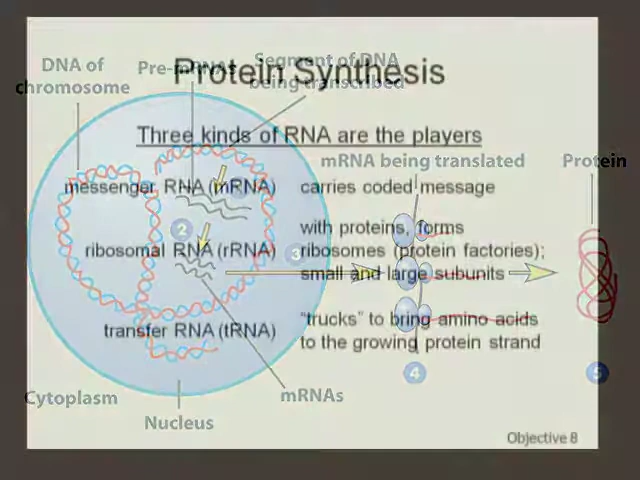 Protein Synthesis
DNA of
chromosome
Pre-mRNAs
Segment of DNA
being transcribed
Three kinds of RNA are the players
mRNA being translated
Protein
messenger RNA (mRNA)
carries coded message
2
with proteins, forms
ribosomal RNA (rRNA)
3
ribosomes (protein factories);
small and large subunits
transfer RNA (tRNA)
“trucks” to bring amino acids
to the growing protein strand
4
5
Cytoplasm
mRNAs
Nucleus
Objective 8